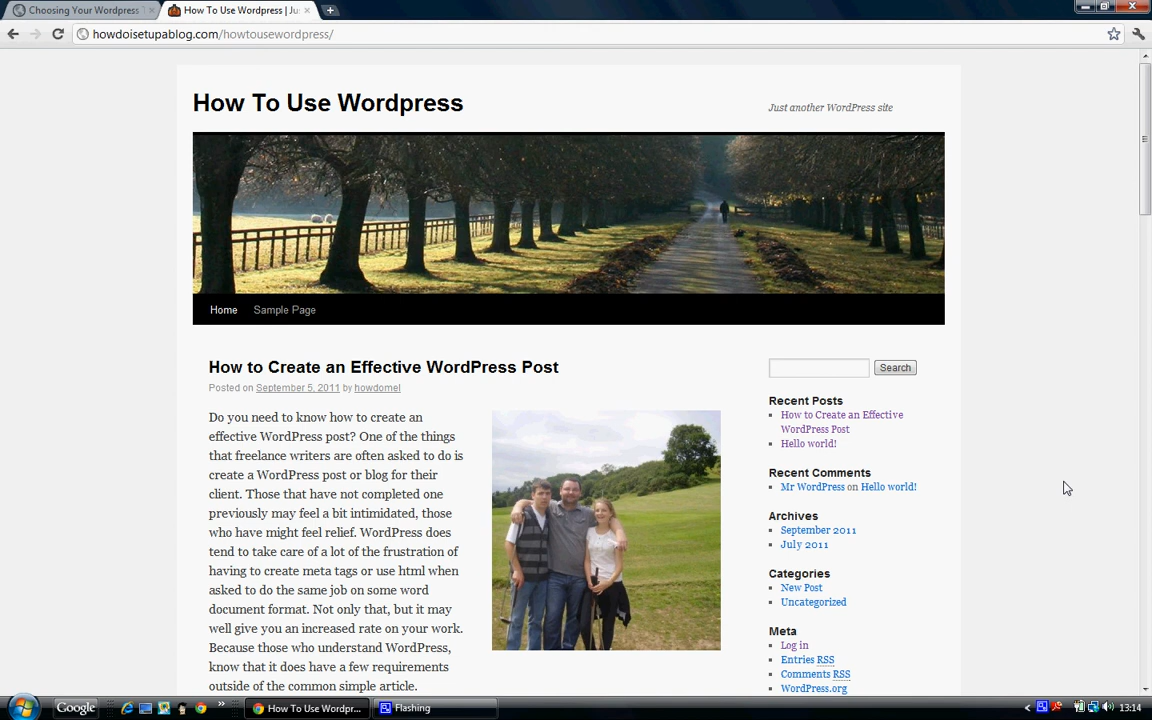 Choosing Your Wordpress
How To Use Wordpress | Ju
howdoisetupablog.com/howtousewordpress/
How To Use Wordpress
Just another WordPress site
Home
Sample Page
How to Create an Effective WordPress Post
Posted on September 5, 2011 by howdomel
Do you need to know how to create an
effective WordPress post? One of the things
that freelance writers are often asked to do is
create a WordPress post or blog for their
client. Those that have not completed one
previously may feel a bit intimidated, those
who have might feel relief. WordPress does
tend to take care of a lot of the frustration of
having to create meta tags or use html when
asked to do the same job on some word
document format. Not only that, but it may
well give you an increased rate on your work.
Because those who understand WordPress,
know that it does have a few requirements
outside of the common simple article.
Search
Recent Posts
How to Create an Effective
WordPress Post
Hello world!
Recent Comments
Mr WordPress on Hello world!
Archives
September 2011
July 2011
Categories
New Post
Uncategorized
Meta
Log in
Entries RSS
Comments RSS
WordPress.org
Google
How To Use Wordpr...
Flashing
13:14